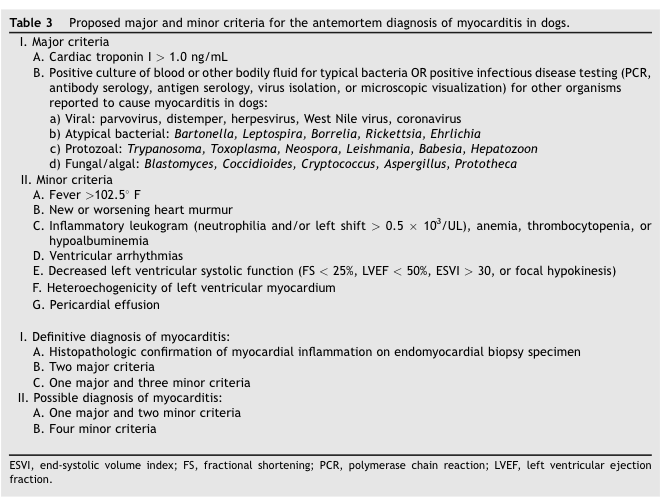 Table 3 Proposed major and minor criteria for the antemortem diagnosis of myocarditis in dogs.
I. Major criteria
A. Cardiac troponin I > 1.0 ng/mL
B. Positive culture of blood or other bodily fluid for typical bacteria OR positive infectious disease testing (PCR,
antibody serology, antigen serology, virus isolation, or microscopic visualization) for other organisms
reported to cause myocarditis in dogs:
a) Viral: parvovirus, distemper, herpesvirus, West Nile virus, coronavirus
b) Atypical bacterial: Bartonella, Leptospira, Borrelia, Rickettsia, Ehrlichia
c) Protozoal: Trypanosoma, Toxoplasma, Neospora, Leishmania, Babesia, Hepatozoon
d) Fungal/algal: Blastomyces, Coccidioides, Cryptococcus, Aspergillus, Prototheca
II. Minor criteria
A. Fever >102.5° F
B. New or worsening heart murmur
C. Inflammatory leukogram (neutrophilia and/or left shift > 0.5 × 10³/UL), anemia, thrombocytopenia, or
hypoalbuminemia
D. Ventricular arrhythmias
E. Decreased left ventricular systolic function (FS < 25%, LVEF < 50%, ESVI > 30, or focal hypokinesis)
F. Heteroechogenicity of left ventricular myocardium
G. Pericardial effusion
I. Definitive diagnosis of myocarditis:
A. Histopathologic confirmation of myocardial inflammation on endomyocardial biopsy specimen
B. Two major criteria
C. One major and three minor criteria
II. Possible diagnosis of myocarditis:
A. One major and two minor criteria
B. Four minor criteria
ESVI, end-systolic volume index; FS, fractional shortening; PCR, polymerase chain reaction; LVEF, left ventricular ejection
fraction.